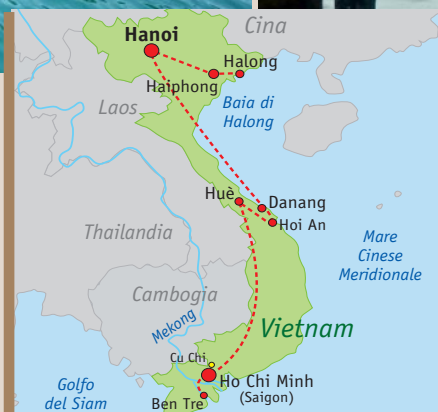 Cina
Hanoi
Halong
Haiphong
Laos
Baia di
Halong
Huè
Danang
Hoi An
Thailandia
Mare
Cinese
Meridionale
Cambogia
Mekong
Vietnam
Cu Chi
Ho Chi Minh
(Saigon)
Golfo
del Siam
Ben Tre